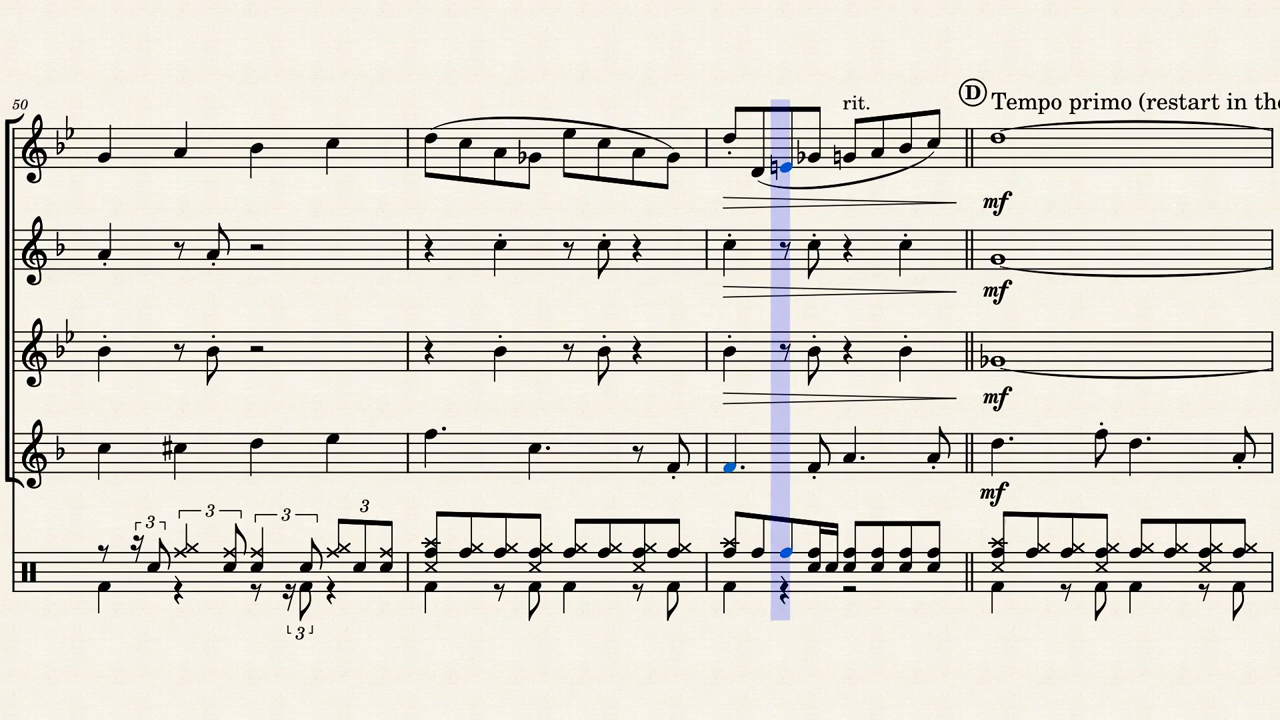 50
rit.
D Tempo primo (restart in the
mf
mf
mf
mf
3 3 3 3
3